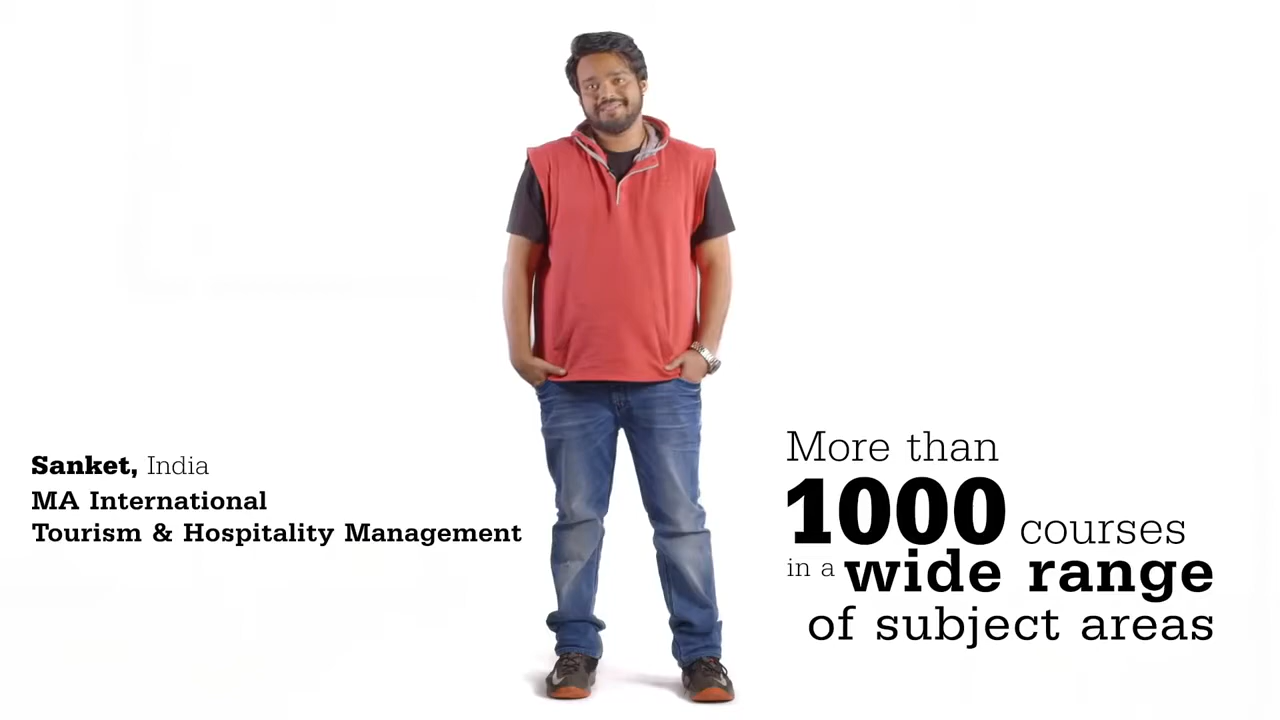 Sanket, India
MA International
Tourism & Hospitality Management
More than
1000 courses
in a wide range
of subject areas